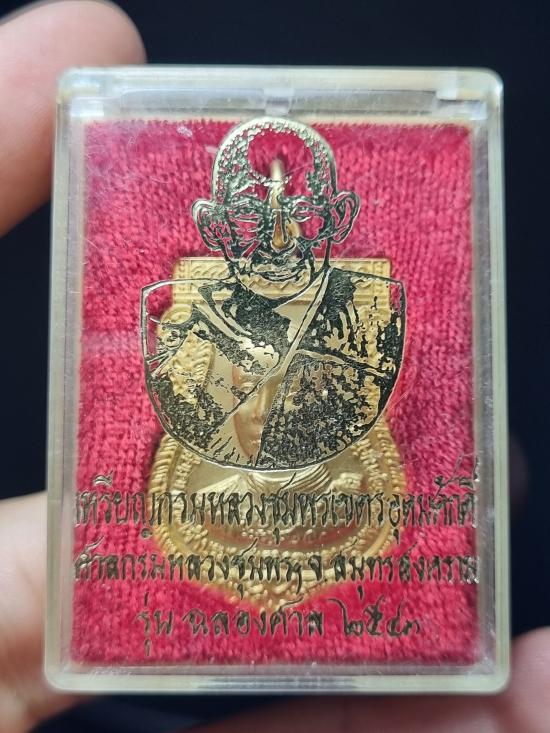 เหรียญกรมหลวงชุมพรเขตรอุดมศักดิ์
ศาลกรมหลวงชุมพรฯ จ.สมุทรสงคราม
รุ่น ฉลองศาล ๒๕๔๓